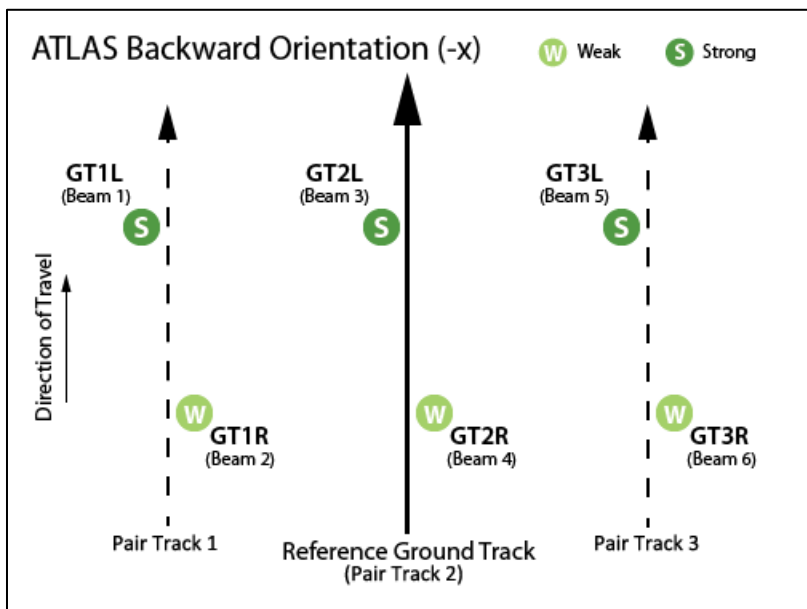 ATLAS Backward Orientation (-x)
W Weak
S Strong
GT1L
(Beam 1)
S
GT2L
(Beam 3)
S
GT3L
(Beam 5)
S
Direction of Travel
W
GT1R
(Beam 2)
W
GT2R
(Beam 4)
W
GT3R
(Beam 6)
Pair Track 1
Reference Ground Track
(Pair Track 2)
Pair Track 3